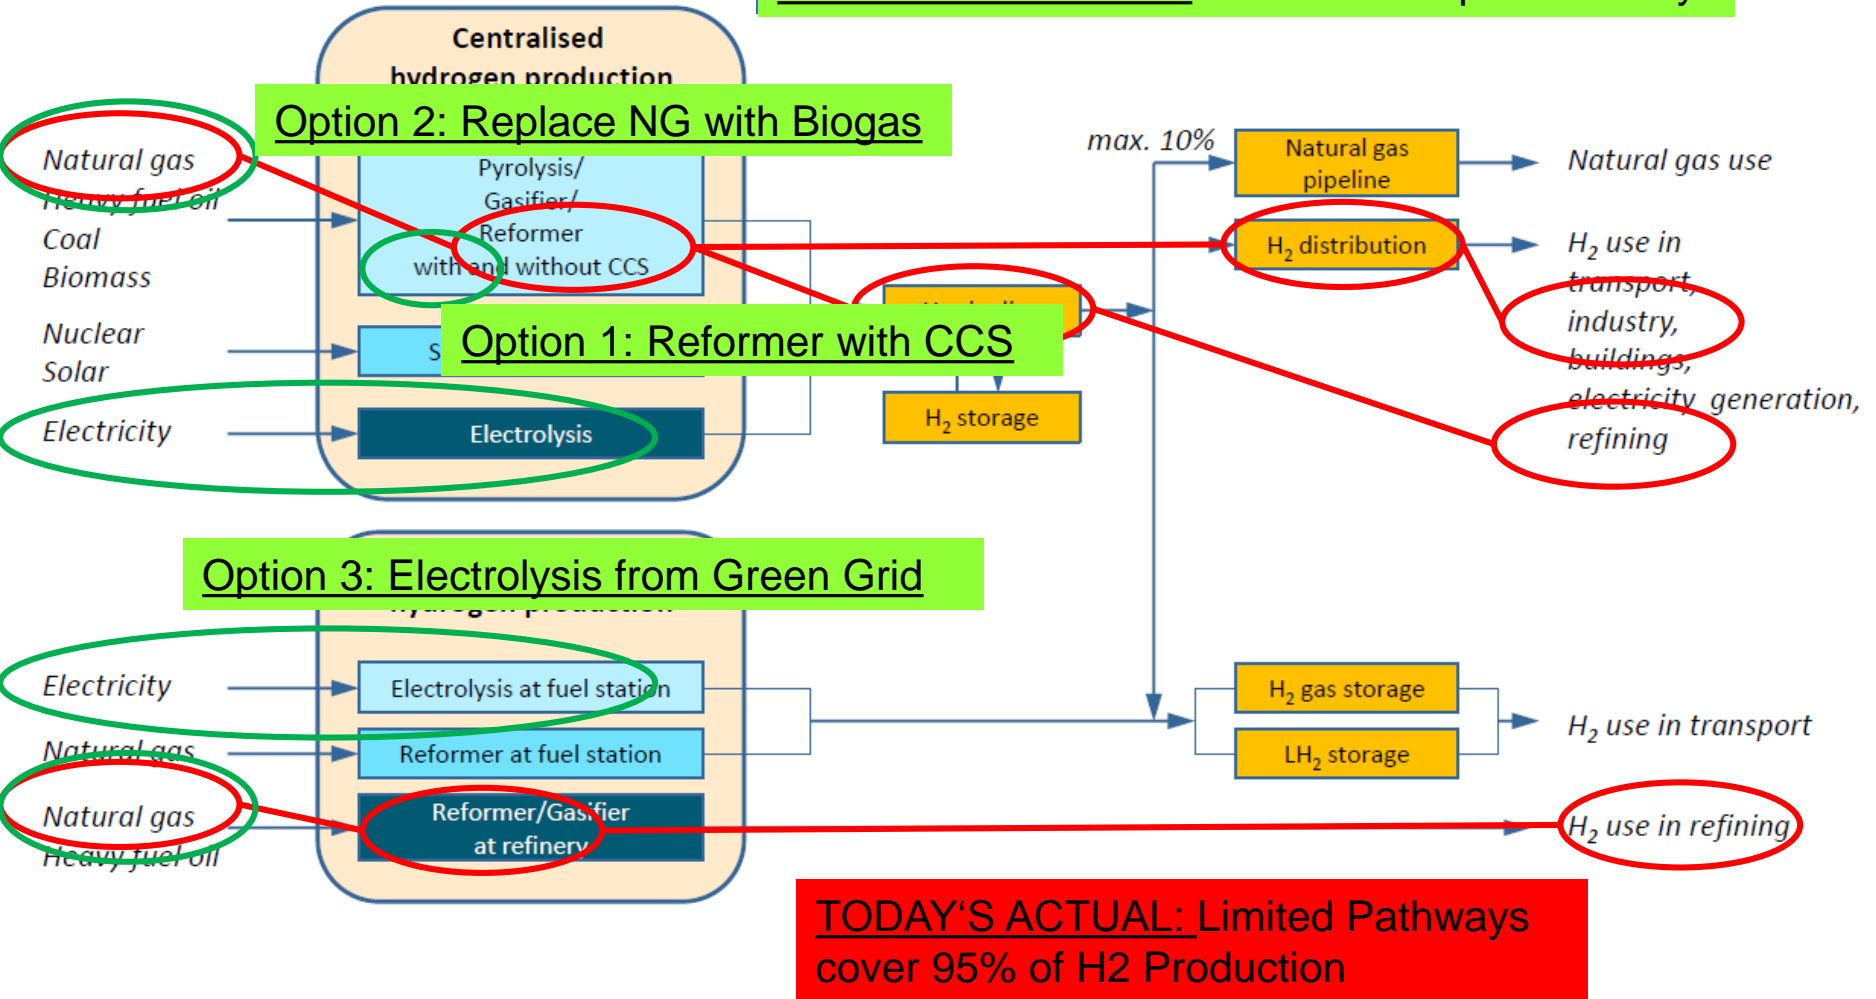 Centralised
hydrogen production
Option 2: Replace NG with Biogas
Natural gas
Heavy fuel oil
Coal
Biomass
Pyrolysis/
Gasifier/
Reformer
with and without CCS
max. 10%
Natural gas
pipeline
Natural gas use
H₂ distribution
H₂ use in
transport,
industry,
buildings,
electricity generation,
refining
Nuclear
Solar
S
Option 1: Reformer with CCS
Electricity
Electrolysis
H₂ storage
Option 3: Electrolysis from Green Grid
hydrogen production
Electricity
Electrolysis at fuel station
Natural gas
Reformer at fuel station
Natural gas
Heavy fuel oil
Reformer/Gasifier
at refinery
H₂ gas storage
LH₂ storage
H₂ use in transport
H₂ use in refining
TODAY‘S ACTUAL: Limited Pathways
cover 95% of H2 Production